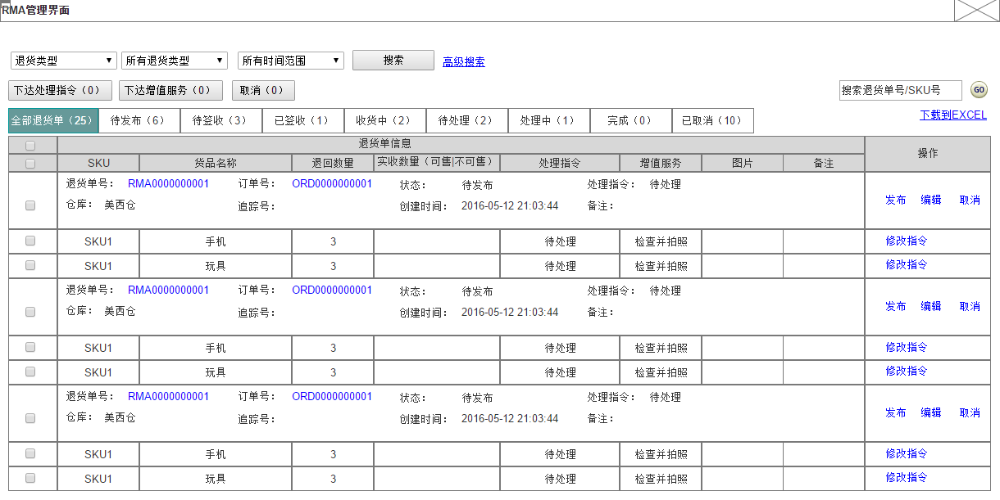 RMA管理界面
退货类型 所有退货类型 所有时间范围 搜索 高级搜索
下达处理指令（0） 下达增值服务（0） 取消（0） 搜索退货单号/SKU号 GO
全部退货单（25） 待发布（6） 待签收（3） 已签收（1） 收货中（2） 待处理（2） 处理中（1） 完成（0） 已取消（10） 下载到EXCEL
退货单信息 操作
SKU 货品名称 退回数量 实收数量（可售|不可售） 处理指令 增值服务 图片 备注
退货单号： RMA0000000001 订单号： ORD0000000001 状态： 待发布 处理指令： 待处理
仓库： 美西仓 追踪号： 创建时间： 2016-05-12 21:03:44 备注： 发布 编辑 取消
SKU1 手机 3 待处理 检查并拍照 修改指令
SKU1 玩具 3 待处理 检查并拍照 修改指令
退货单号： RMA0000000001 订单号： ORD0000000001 状态： 待发布 处理指令： 待处理
仓库： 美西仓 追踪号： 创建时间： 2016-05-12 21:03:44 备注： 发布 编辑 取消
SKU1 手机 3 待处理 检查并拍照 修改指令
SKU1 玩具 3 待处理 检查并拍照 修改指令
退货单号： RMA0000000001 订单号： ORD0000000001 状态： 待发布 处理指令： 待处理
仓库： 美西仓 追踪号： 创建时间： 2016-05-12 21:03:44 备注： 发布 编辑 取消
SKU1 手机 3 待处理 检查并拍照 修改指令
SKU1 玩具 3 待处理 检查并拍照 修改指令